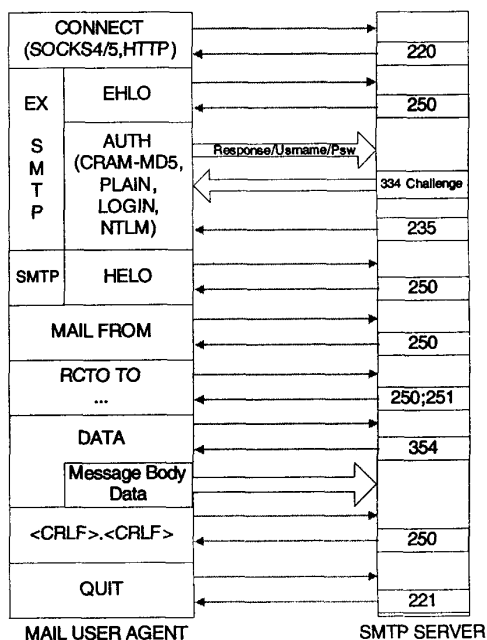 CONNECT
(SOCKS4/5,HTTP)
220
EX
SMTP
EHLO
250
AUTH
(CRAM-MD5,
PLAIN,
LOGIN,
NTLM)
Response/Usrname/Psw
334 Challenge
235
SMTP
HELO
250
MAIL FROM
250
RCTO TO
...
250;251
DATA
354
Message Body
Data
<CRLF>.<CRLF>
250
QUIT
221
MAIL USER AGENT
SMTP SERVER